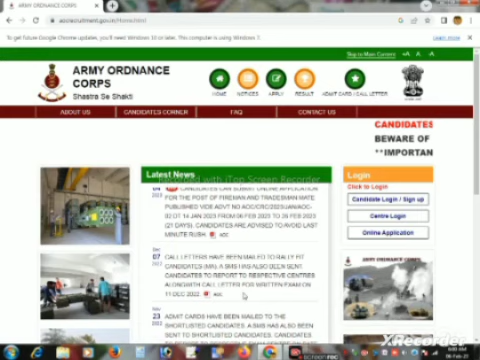 ARMY ORDNANCE CORPS
aocrecruitment.gov.in/Home.html
To get future Google Chrome updates, you'll need Windows 10 or later. This computer is using Windows 7.
Learn more
Skip to Main Content -A A A
ARMY ORDNANCE
CORPS
Shastra Se Shakti
HOME NOTICES APPLY RESULT ADMIT CARD / CALL LETTER
ABOUT US CANDIDATES CORNER FAQ CONTACT US
CANDIDATES
BEWARE OF
**IMPORTAN
Recorded with iTop Screen Recorder
Latest News
CANDIDATES CAN SUBMIT ONLINE APPLICATION
FOR THE POST OF FIREMAN AND TRADESMAN MATE
PUBLISHED VIDE ADVT NO AOC/CRC/2023/JAN/AOC-
02 DT 14 JAN 2023 FROM 06 FEB 2023 TO 26 FEB 2023
(21 DAYS). CANDIDATES ARE ADVISED TO AVOID LAST
MINUTE RUSH
Dec
07
2022
CALL LETTERS HAVE BEEN MAILED TO RALLY FIT
CANDIDATES (MA). A SMS HAS ALSO BEEN SENT
CANDIDATES TO REPORT TO RESPECTIVE CENTRES
ALONGWITH CALL LETTER FOR WRITTEN EXAM ON
11 DEC 2022.
Nov
23
2022
ADMIT CARDS HAVE BEEN MAILED TO THE
SHORTLISTED CANDIDATES. A SMS HAS ALSO BEEN
SENT TO SHORTLISTED CANDIDATES. CANDIDATES
Login
Click to Login
Candidate Login / Sign up
Centre Login
Online Application
ARMY ORDNANCE CORPS
XRecorder